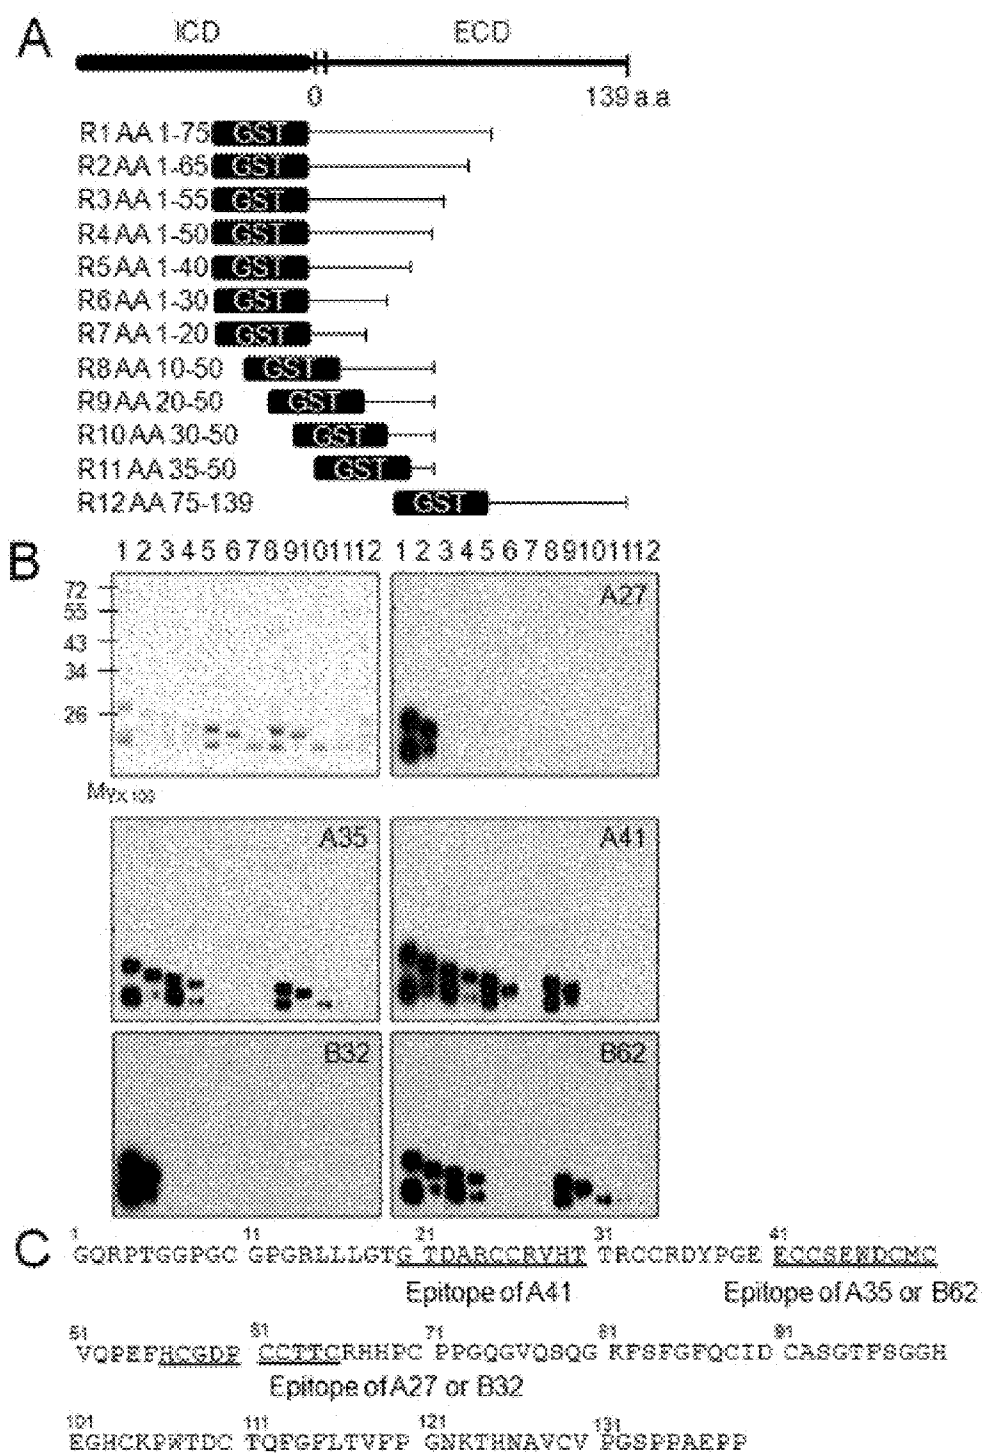 A
ICD ECD
0 139 a.a
R1 AA 1-75 GST
R2 AA 1-65 GST
R3 AA 1-55 GST
R4 AA 1-50 GST
R5 AA 1-40 GST
R6 AA 1-30 GST
R7 AA 1-20 GST
R8 AA 10-50 GST
R9 AA 20-50 GST
R10 AA 30-50 GST
R11 AA 35-50 GST
R12 AA 75-139 GST
B
1 2 3 4 5 6 7 8 9 10 11 12 1 2 3 4 5 6 7 8 9 10 11 12
72
55
43
34
26
A27
A35 A41
B32 B62
C
1 11 21 31 41
GQRPTGGPGC GPGRLLLGTG TDARCCRVHT TRCCRDYPGE ECCSEWDCMC
Epitope of A41 Epitope of A35 or B62
51 61 71 81 91
VQPEFHCGDP CCTTCRHHPC PPGQGVQSQG KFSFGFQCID CASGTFSGGH
Epitope of A27 or B32
101 111 121 131
EGHCKPWTDC TQFGFLTVFP GNKTHNAVCV PGSPPAEPP